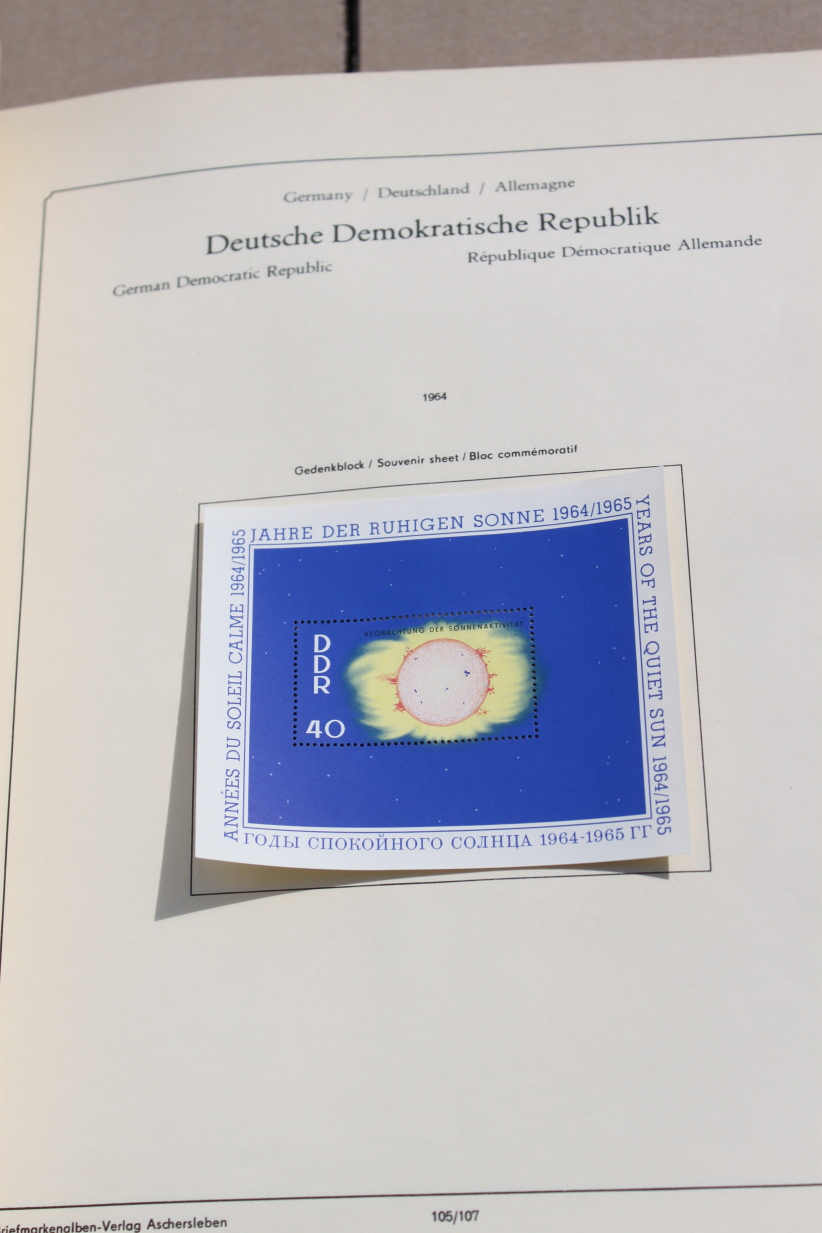 Germany / Deutschland / Allemagne
Deutsche Demokratische Republik
German Democratic Republic
République Démocratique Allemande
1964
Gedenkblock / Souvenir sheet / Bloc commémoratif
JAHRE DER RUHIGEN SONNE 1964/1965
YEARS OF THE QUIET SUN 1964/1965
ANNÉES DU SOLEIL CALME 1964/1965
BEOBACHTUNG DER SONNENAKTIVITÄT
DDR
40
ГОДЫ СПОКОЙНОГО СОЛНЦА 1964-1965 ГГ
riefmarkenalben-Verlag Aschersleben
105/107